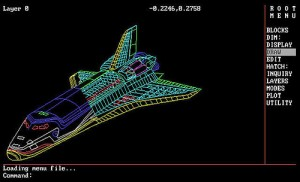 Layer 0
-0.2246,0.2758
ROOT
MENU
BLOCKS
DIM:
DISPLAY
DRAW
EDIT
HATCH:
INQUIRY
LAYERS
MODES
PLOT
UTILITY
Loading menu file...
Command: